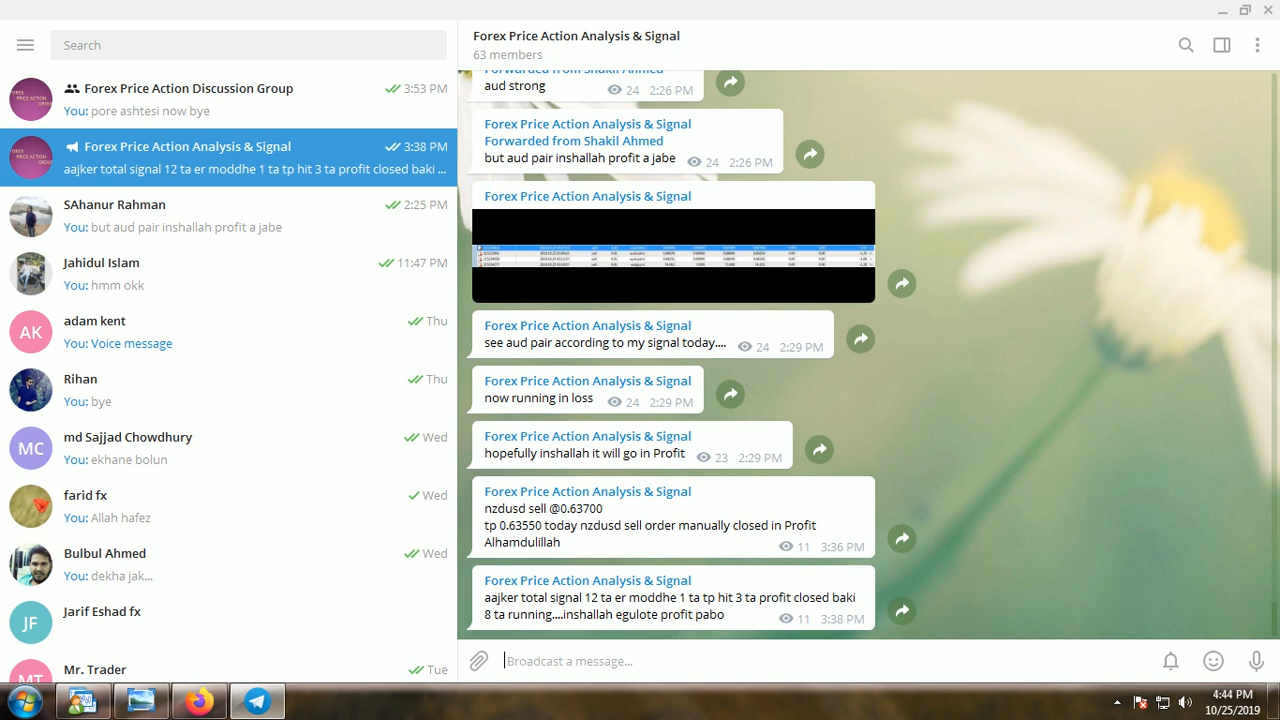 Search
Forex Price Action Discussion Group
3:53 PM
You: pore ashtesi now bye
Forex Price Action Analysis & Signal
3:38 PM
aajker total signal 12 ta er moddhe 1 ta tp hit 3 ta profit closed baki ...
SAhanur Rahman
2:25 PM
You: but aud pair inshallah profit a jabe
Jahidul Islam
11:47 PM
You: hmm okk
AK
adam kent
Thu
You: Voice message
Rihan
Thu
You: bye
MC
md Sajjad Chowdhury
Wed
You: ekhane bolun
farid fx
Wed
You: Allah hafez
Bulbul Ahmed
Wed
You: dekha jak...
JF
Jarif Eshad fx
MT
Mr. Trader
Tue
Forex Price Action Analysis & Signal
63 members
Forwarded from Shakil Ahmed
aud strong
24 2:26 PM
Forex Price Action Analysis & Signal
Forwarded from Shakil Ahmed
but aud pair inshallah profit a jabe
24 2:26 PM
Forex Price Action Analysis & Signal
Forex Price Action Analysis & Signal
see aud pair according to my signal today....
24 2:29 PM
Forex Price Action Analysis & Signal
now running in loss
24 2:29 PM
Forex Price Action Analysis & Signal
hopefully inshallah it will go in Profit
23 2:29 PM
Forex Price Action Analysis & Signal
nzdusd sell @0.63700
tp 0.63550 today nzdusd sell order manually closed in Profit
Alhamdulillah
11 3:36 PM
Forex Price Action Analysis & Signal
aajker total signal 12 ta er moddhe 1 ta tp hit 3 ta profit closed baki
8 ta running....inshallah egulote profit pabo
11 3:38 PM
Broadcast a message...
4:44 PM
10/25/2019